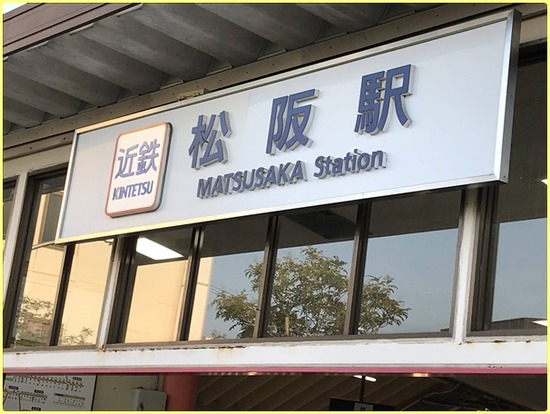 近鉄
KINTETSU
松阪駅
MATSUSAKA Station